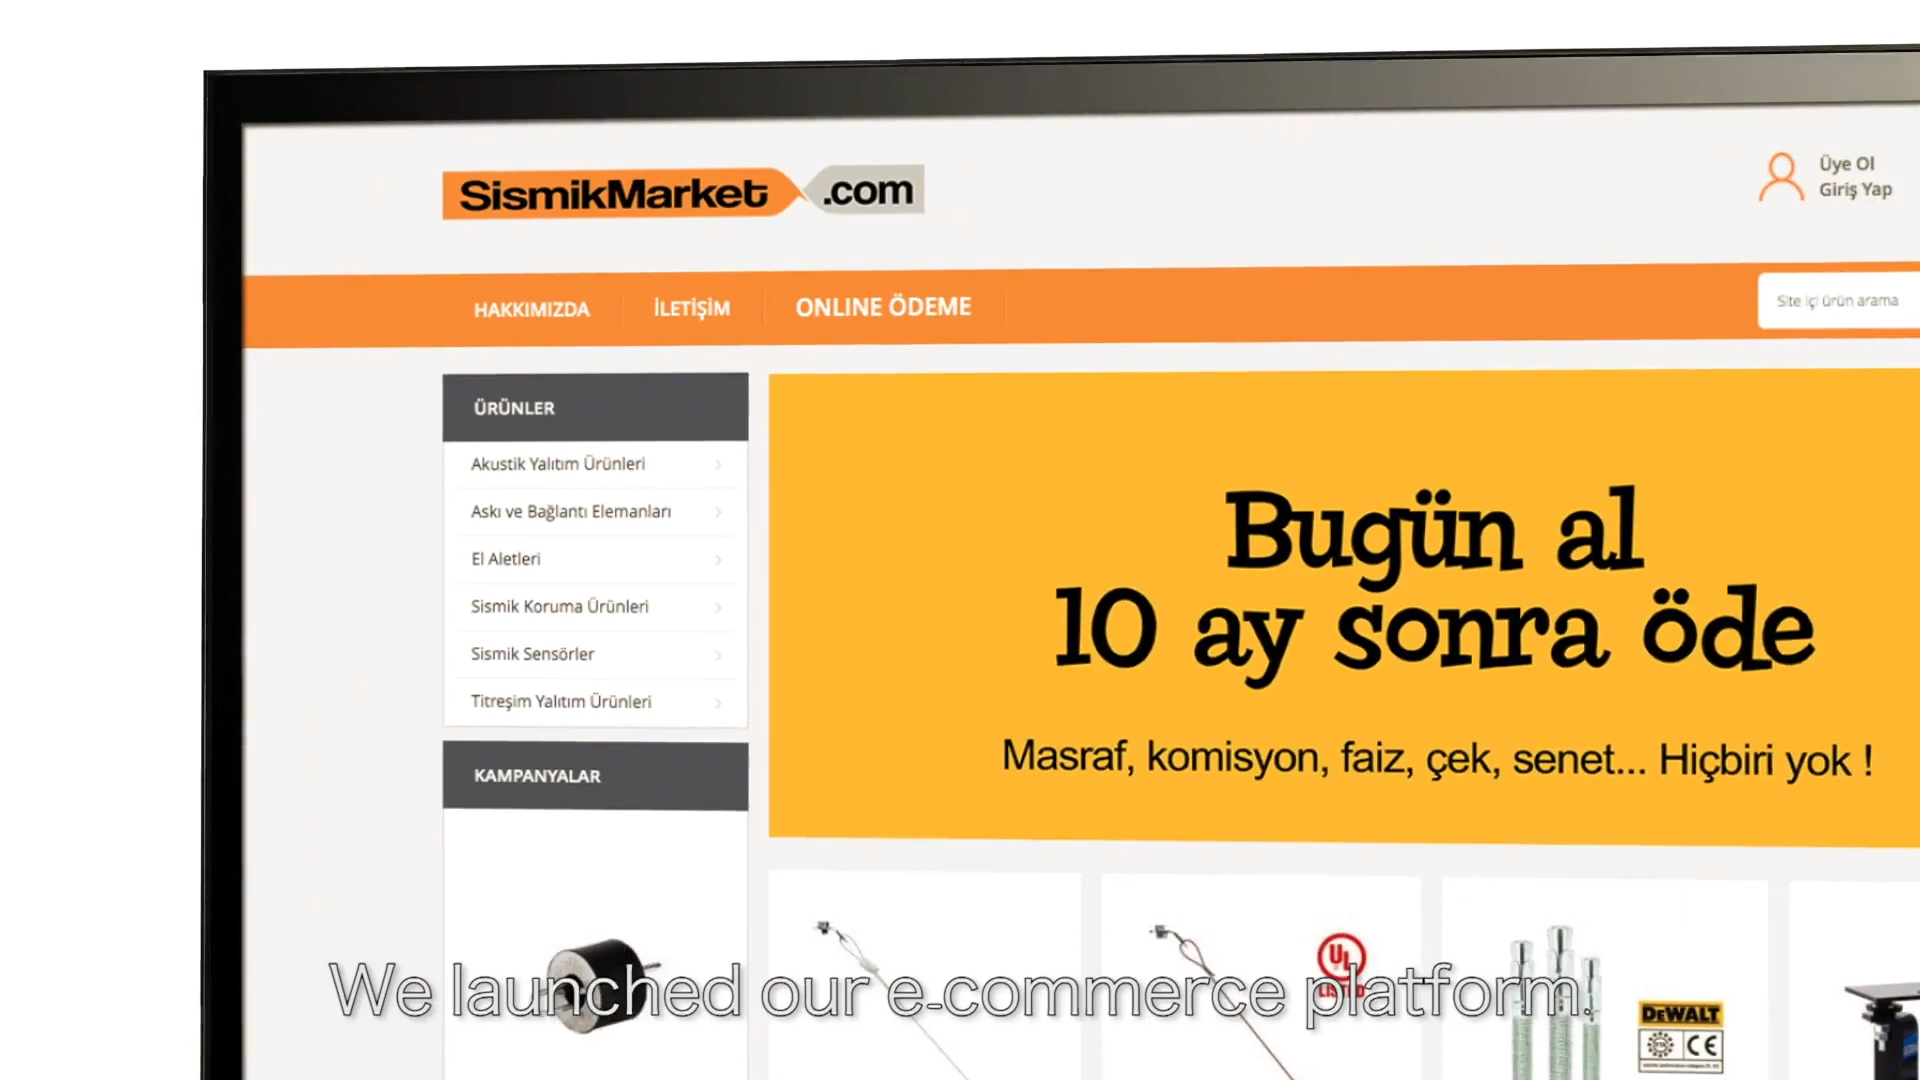 SismikMarket.com
Üye Ol
Giriş Yap
HAKKIMIZDA
İLETİŞİM
ONLINE ÖDEME
Site içi ürün arama
ÜRÜNLER
Akustik Yalıtım Ürünleri
Askı ve Bağlantı Elemanları
El Aletleri
Sismik Koruma Ürünleri
Sismik Sensörler
Titreşim Yalıtım Ürünleri
Bugün al
10 ay sonra öde
Masraf, komisyon, faiz, çek, senet... Hiçbiri yok !
KAMPANYALAR
UL
LISTED
DEWALT
CE
We launched our e-commerce platform.